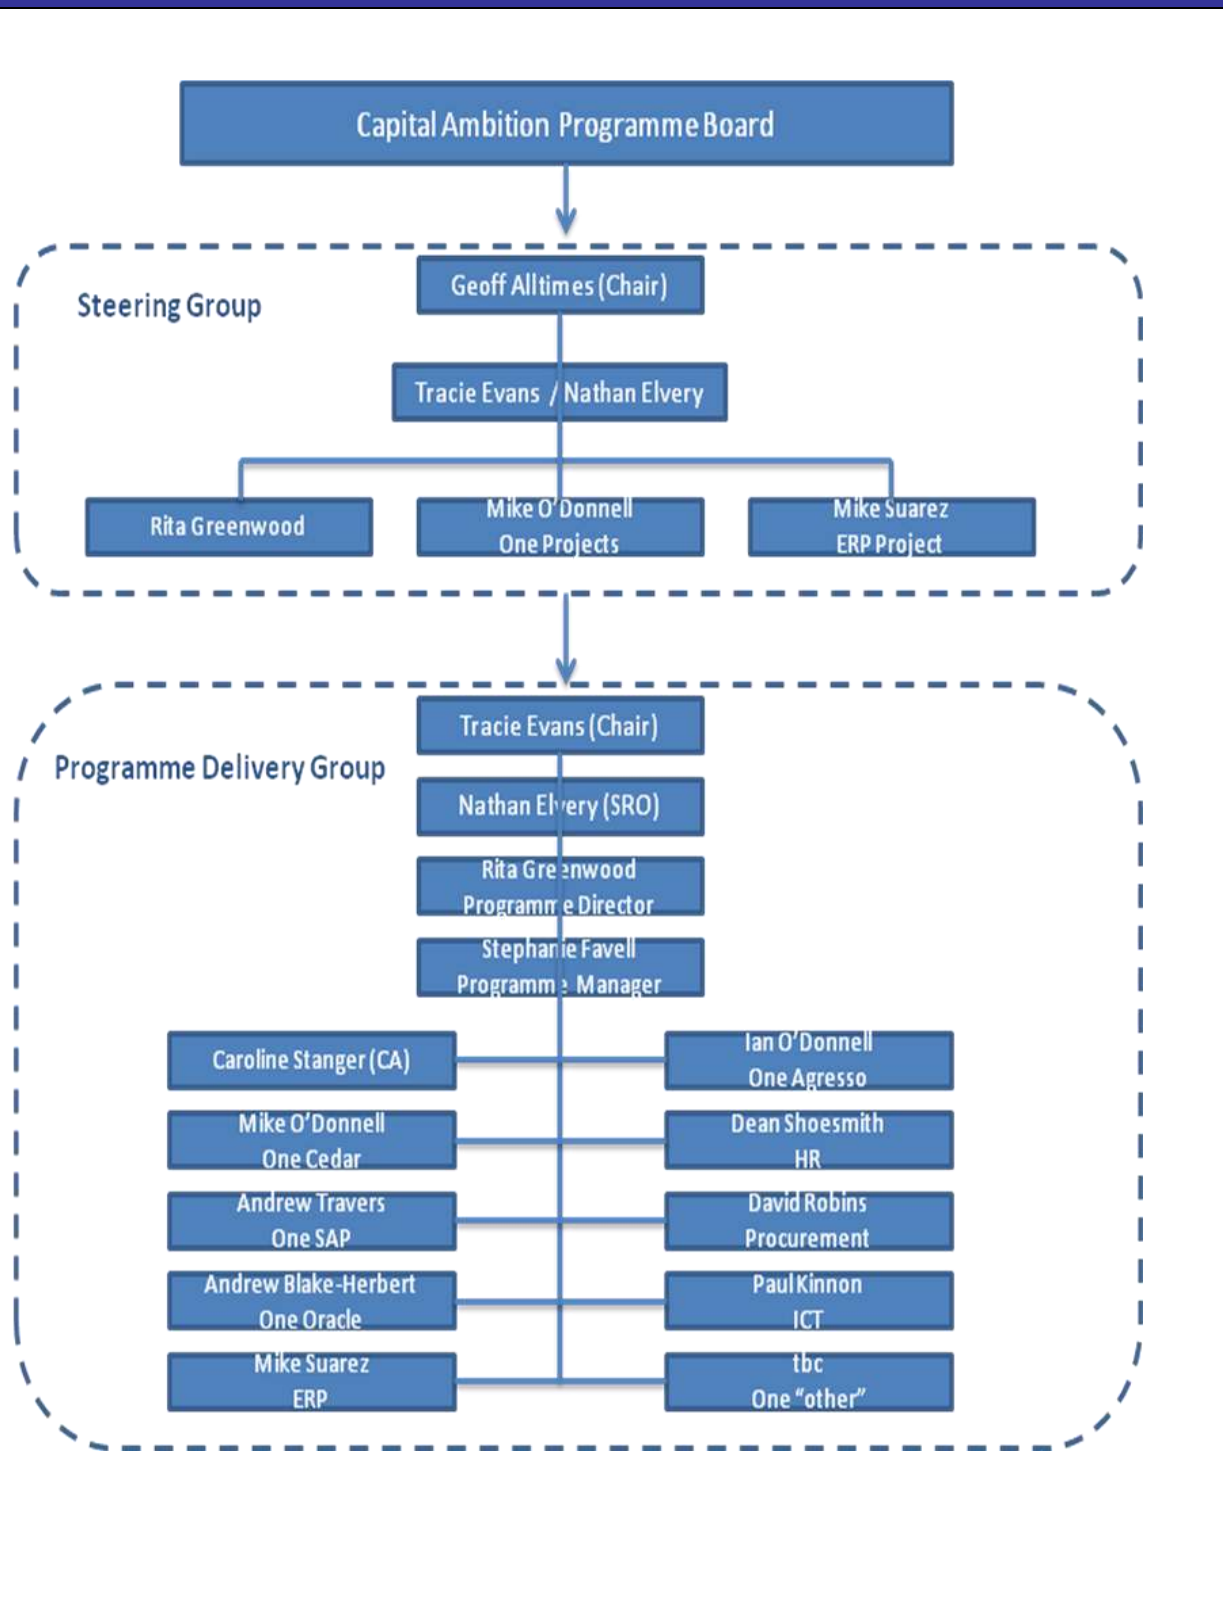 Capital Ambition Programme Board
Steering Group
Geoff Alltimes (Chair)
Tracie Evans / Nathan Elvery
Rita Greenwood
Mike O'Donnell
One Projects
Mike Suarez
ERP Project
Programme Delivery Group
Tracie Evans (Chair)
Nathan Elvery (SRO)
Rita Greenwood
Programme Director
Stephanie Favell
Programme Manager
Caroline Stanger (CA)
Ian O'Donnell
One Agresso
Mike O'Donnell
One Cedar
Dean Shoesmith
HR
Andrew Travers
One SAP
David Robins
Procurement
Andrew Blake-Herbert
One Oracle
Paul Kinnon
ICT
Mike Suarez
ERP
tbc
One “other”